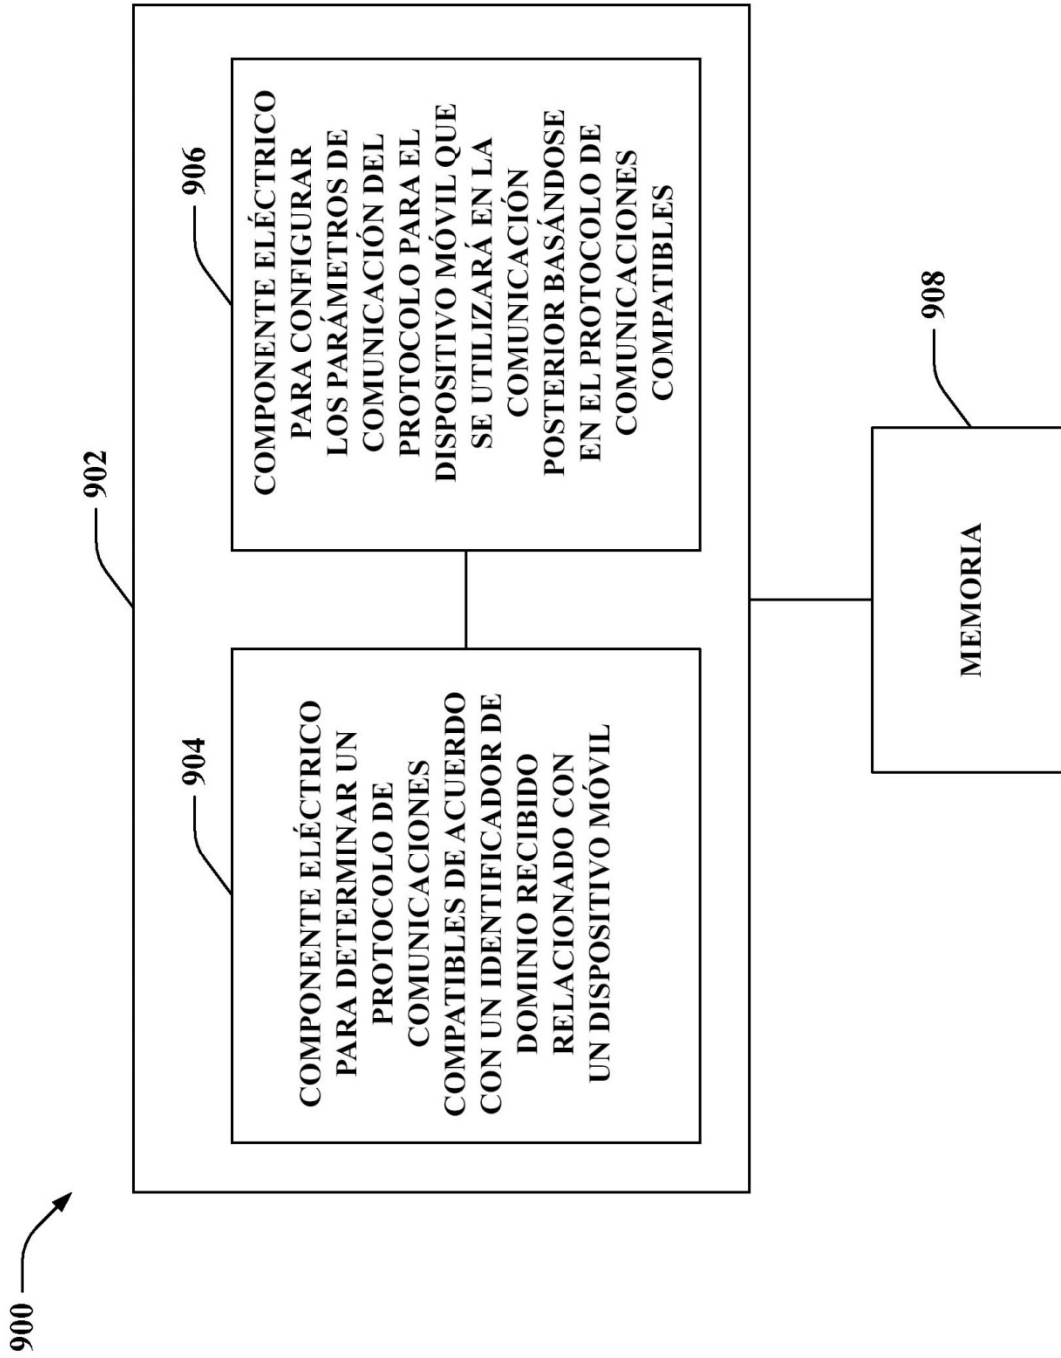 900
902
904
COMPONENTE ELÉCTRICO
PARA DETERMINAR UN
PROTOCOLO DE
COMUNICACIONES
COMPATIBLES DE ACUERDO
CON UN IDENTIFICADOR DE
DOMINIO RECIBIDO
RELACIONADO CON
UN DISPOSITIVO MÓVIL
906
COMPONENTE ELÉCTRICO
PARA CONFIGURAR
LOS PARÁMETROS DE
COMUNICACIÓN DEL
PROTOCOLO PARA EL
DISPOSITIVO MÓVIL QUE
SE UTILIZARÁ EN LA
COMUNICACIÓN
POSTERIOR BASÁNDOSE
EN EL PROTOCOLO DE
COMUNICACIONES
COMPATIBLES
908
MEMORIA